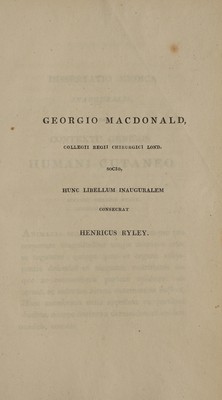 GEORGIO MACDONALD,
COLLEGII REGII CHIRURGICI LOND.
SOCIO,
HUNC LIBELLUM INAUGURALEM
CONSECRAT
HENRICUS RYLEY.